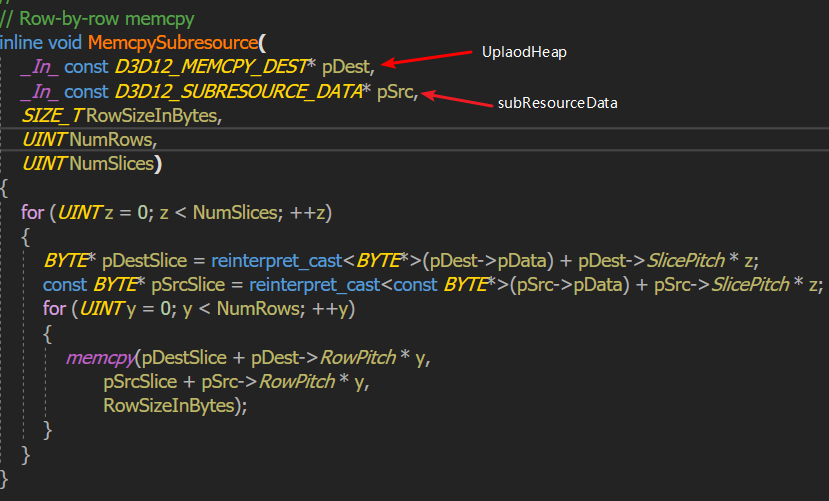 //
// Row-by-row memcpy
inline void MemcpySubresource(
_In_ const D3D12_MEMCPY_DEST* pDest,
UplaodHeap
_In_ const D3D12_SUBRESOURCE_DATA* pSrc,
subResourceData
SIZE_T RowSizeInBytes,
UINT NumRows,
UINT NumSlices)
{
for (UINT z = 0; z < NumSlices; ++z)
{
BYTE* pDestSlice = reinterpret_cast<BYTE*>(pDest->pData) + pDest->SlicePitch * z;
const BYTE* pSrcSlice = reinterpret_cast<const BYTE*>(pSrc->pData) + pSrc->SlicePitch * z;
for (UINT y = 0; y < NumRows; ++y)
{
memcpy(pDestSlice + pDest->RowPitch * y,
pSrcSlice + pSrc->RowPitch * y,
RowSizeInBytes);
}
}
}